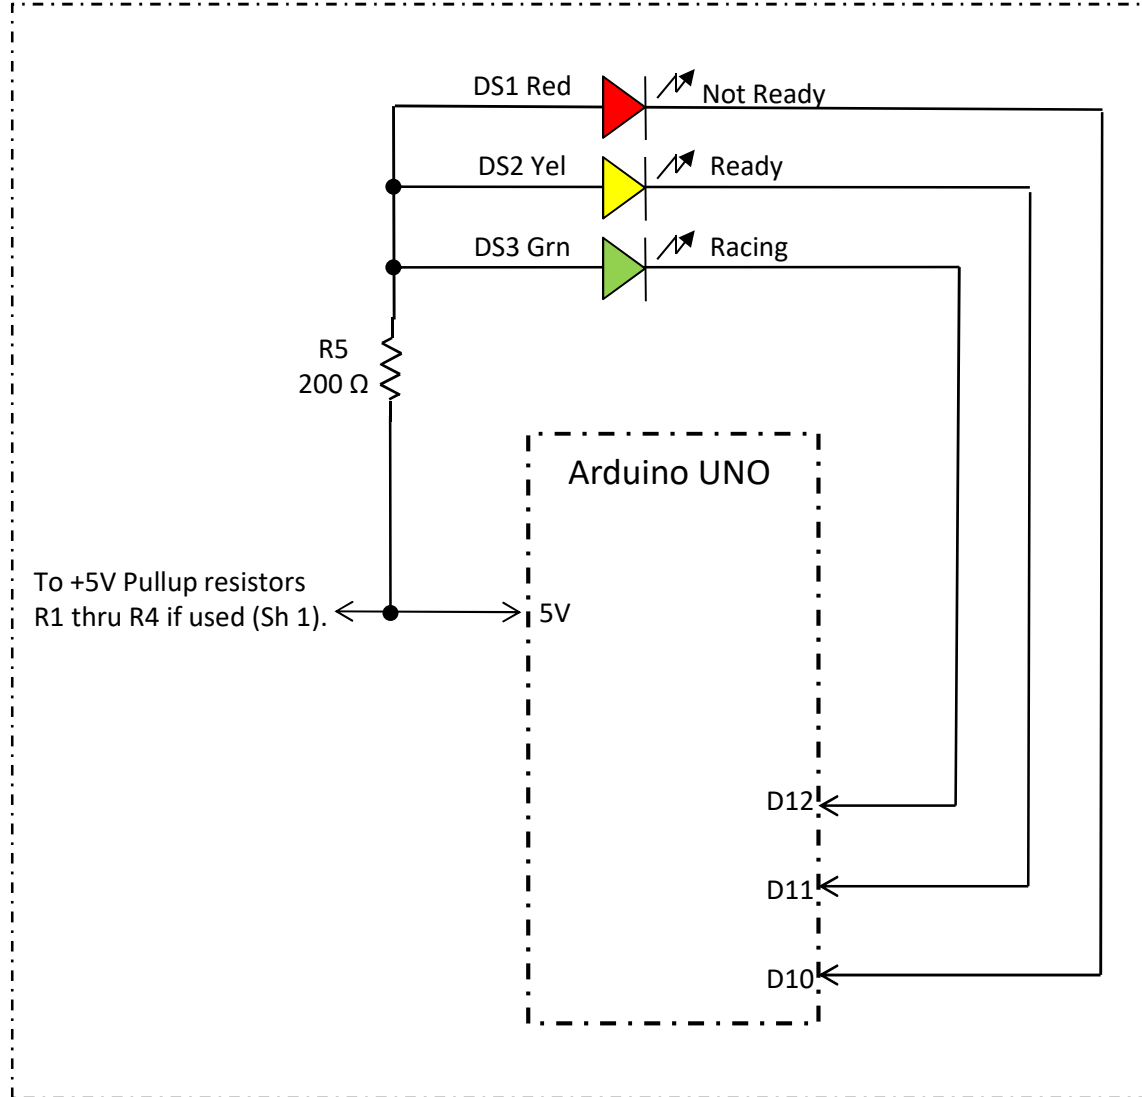 DS1 Red
Not Ready
DS2 Yel
Ready
DS3 Grn
Racing
R5
200 Ω
Arduino UNO
To +5V Pullup resistors
R1 thru R4 if used (Sh 1).
5V
D12
D11
D10